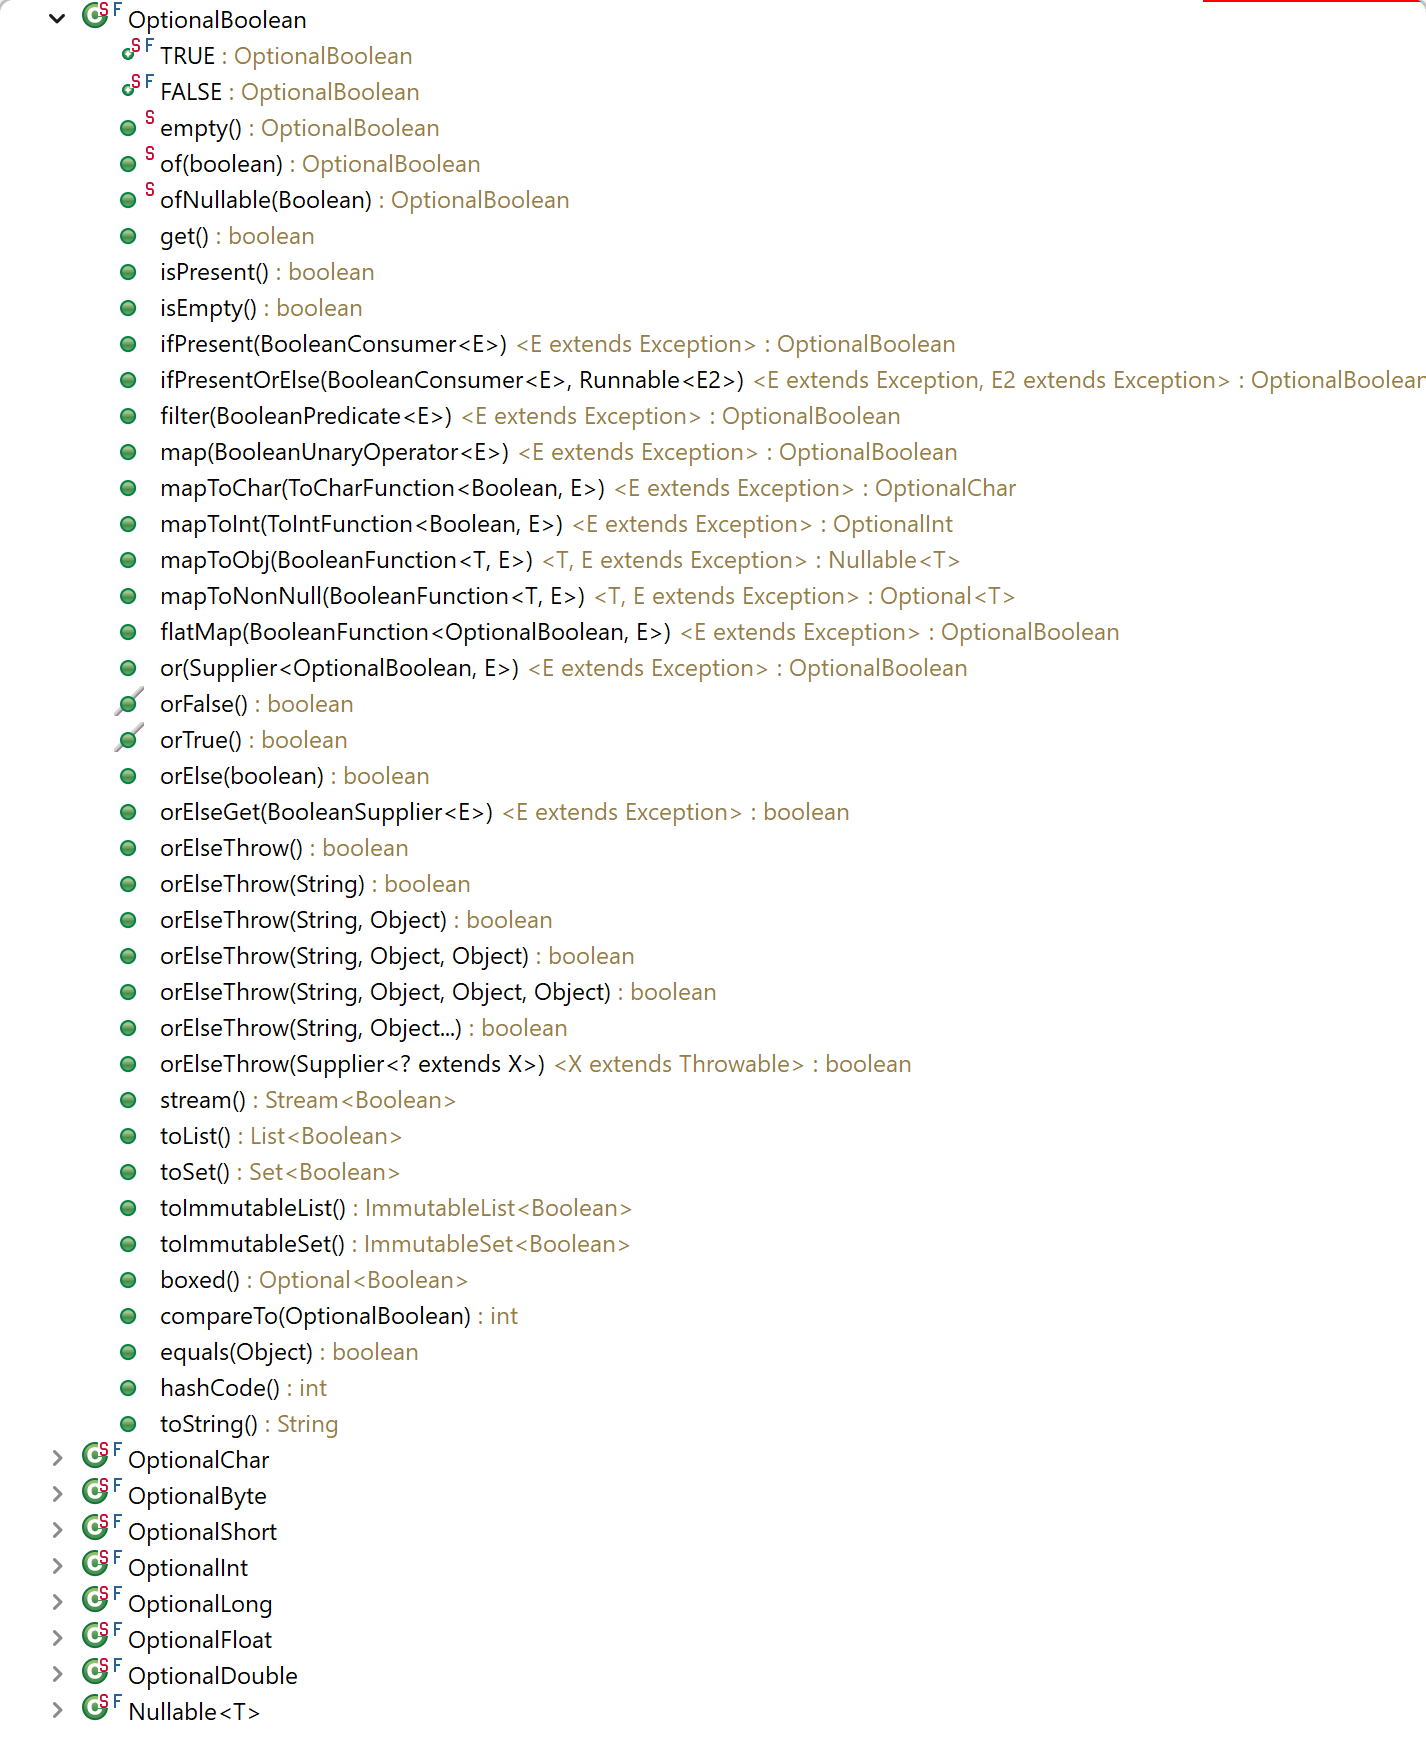 OptionalBoolean
TRUE : OptionalBoolean
FALSE : OptionalBoolean
empty() : OptionalBoolean
of(boolean) : OptionalBoolean
ofNullable(Boolean) : OptionalBoolean
get() : boolean
isPresent() : boolean
isEmpty() : boolean
ifPresent(BooleanConsumer<E>) <E extends Exception> : OptionalBoolean
ifPresentOrElse(BooleanConsumer<E>, Runnable<E2>) <E extends Exception, E2 extends Exception> : OptionalBoolean
filter(BooleanPredicate<E>) <E extends Exception> : OptionalBoolean
map(BooleanUnaryOperator<E>) <E extends Exception> : OptionalBoolean
mapToChar(ToCharFunction<Boolean, E>) <E extends Exception> : OptionalChar
mapToInt(ToIntFunction<Boolean, E>) <E extends Exception> : OptionalInt
mapToObj(BooleanFunction<T, E>) <T, E extends Exception> : Nullable<T>
mapToNonNull(BooleanFunction<T, E>) <T, E extends Exception> : Optional<T>
flatMap(BooleanFunction<OptionalBoolean, E>) <E extends Exception> : OptionalBoolean
or(Supplier<OptionalBoolean, E>) <E extends Exception> : OptionalBoolean
orFalse() : boolean
orTrue() : boolean
orElse(boolean) : boolean
orElseGet(BooleanSupplier<E>) <E extends Exception> : boolean
orElseThrow() : boolean
orElseThrow(String) : boolean
orElseThrow(String, Object) : boolean
orElseThrow(String, Object, Object) : boolean
orElseThrow(String, Object, Object, Object) : boolean
orElseThrow(String, Object...) : boolean
orElseThrow(Supplier<? extends X>) <X extends Throwable> : boolean
stream() : Stream<Boolean>
toList() : List<Boolean>
toSet() : Set<Boolean>
toImmutableList() : ImmutableList<Boolean>
toImmutableSet() : ImmutableSet<Boolean>
boxed() : Optional<Boolean>
compareTo(OptionalBoolean) : int
equals(Object) : boolean
hashCode() : int
toString() : String
OptionalChar
OptionalByte
OptionalShort
OptionalInt
OptionalLong
OptionalFloat
OptionalDouble
Nullable<T>